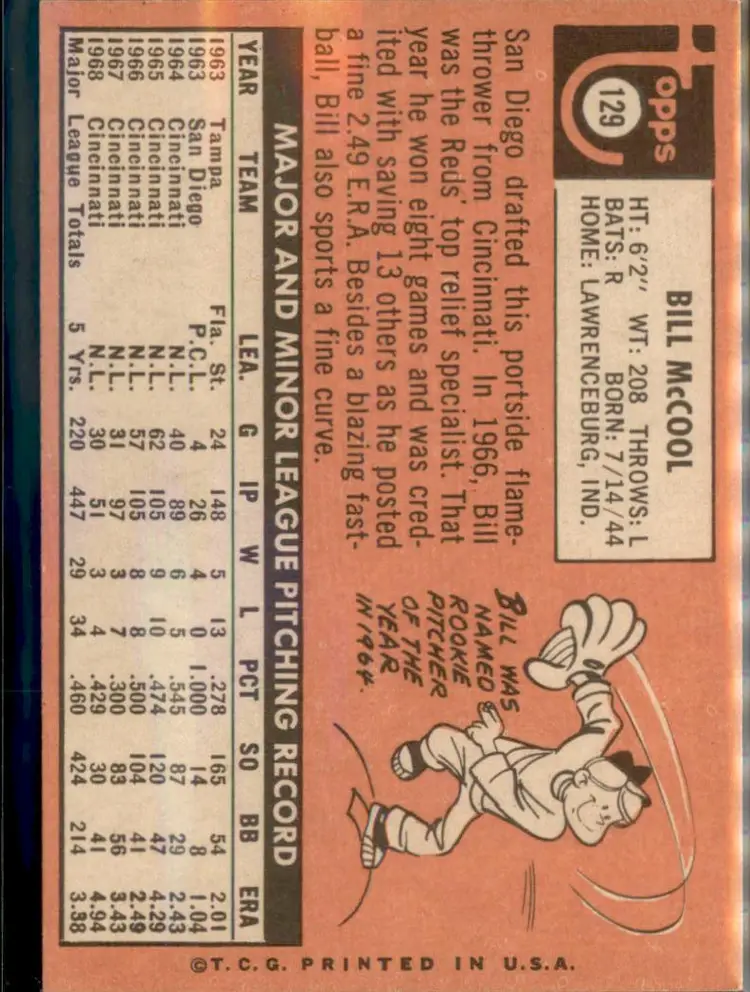 Topps
129
BILL McCOOL
HT: 6'2" WT: 208 THROWS: L
BATS: R BORN: 7/14/44
HOME: LAWRENCEBURG, IND.
San Diego drafted this portside flame-
thrower from Cincinnati. In 1966, Bill
was the Reds' top relief specialist. That
year he won eight games and was cred-
ited with saving 13 others as he posted
a fine 2.49 E.R.A. Besides a blazing fast-
ball, Bill also sports a fine curve.
BILL WAS
NAMED
ROOKIE
PITCHER
OF THE
YEAR
IN 1964.
MAJOR AND MINOR LEAGUE PITCHING RECORD
YEAR TEAM LEA. G IP W L PCT SO BB ERA
1963 Tampa Fla. St. 24 148 5 13 .278 165 54 2.01
1963 San Diego P.C.L. 4 26 4 0 1.000 14 8 1.04
1964 Cincinnati N.L. 40 89 6 5 .545 87 29 2.43
1965 Cincinnati N.L. 62 105 9 10 .474 120 47 4.29
1966 Cincinnati N.L. 57 105 8 8 .500 104 41 2.49
1967 Cincinnati N.L. 31 97 3 7 .300 83 56 3.43
1968 Cincinnati N.L. 30 51 3 4 .429 30 41 4.94
Major League Totals 5 Yrs. 220 447 29 34 .460 424 214 3.38
©T.C.G. PRINTED IN U.S.A.